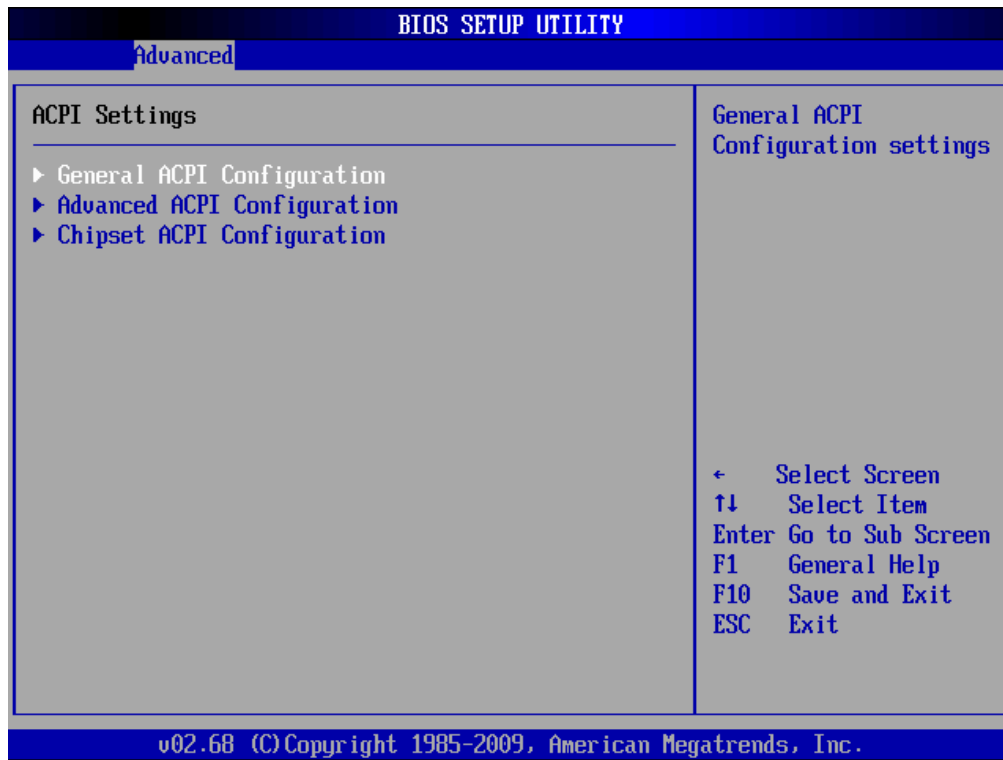 BIOS SETUP UTILITY
Advanced
ACPI Settings
▶ General ACPI Configuration
▶ Advanced ACPI Configuration
▶ Chipset ACPI Configuration
General ACPI
Configuration settings
← Select Screen
↑↓ Select Item
Enter Go to Sub Screen
F1 General Help
F10 Save and Exit
ESC Exit
v02.68 (C)Copyright 1985-2009, American Megatrends, Inc.